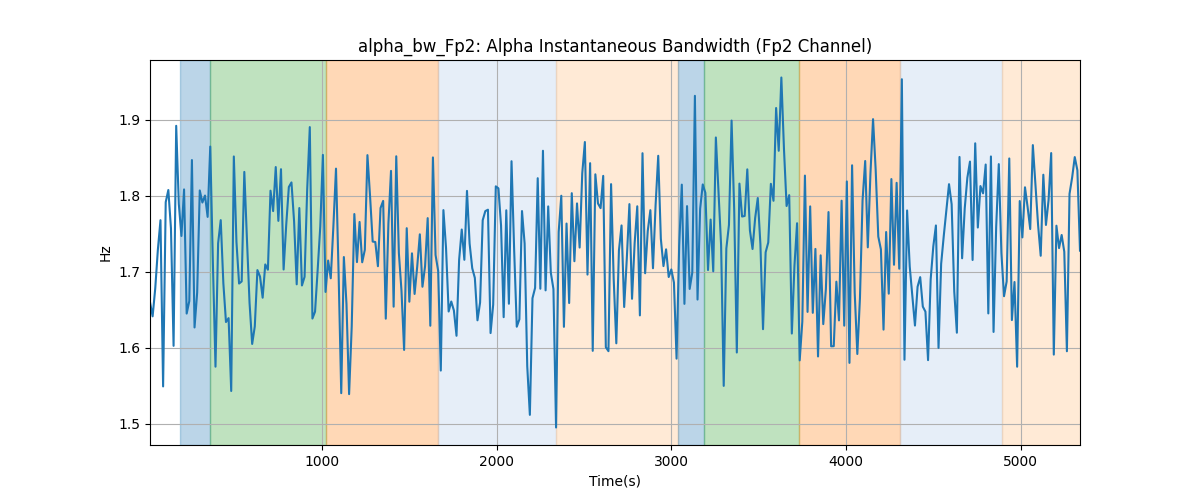 alpha_bw_Fp2: Alpha Instantaneous Bandwidth (Fp2 Channel)
Hz
1.9
1.8
1.7
1.6
1.5
1000 2000 3000 4000 5000
Time(s)